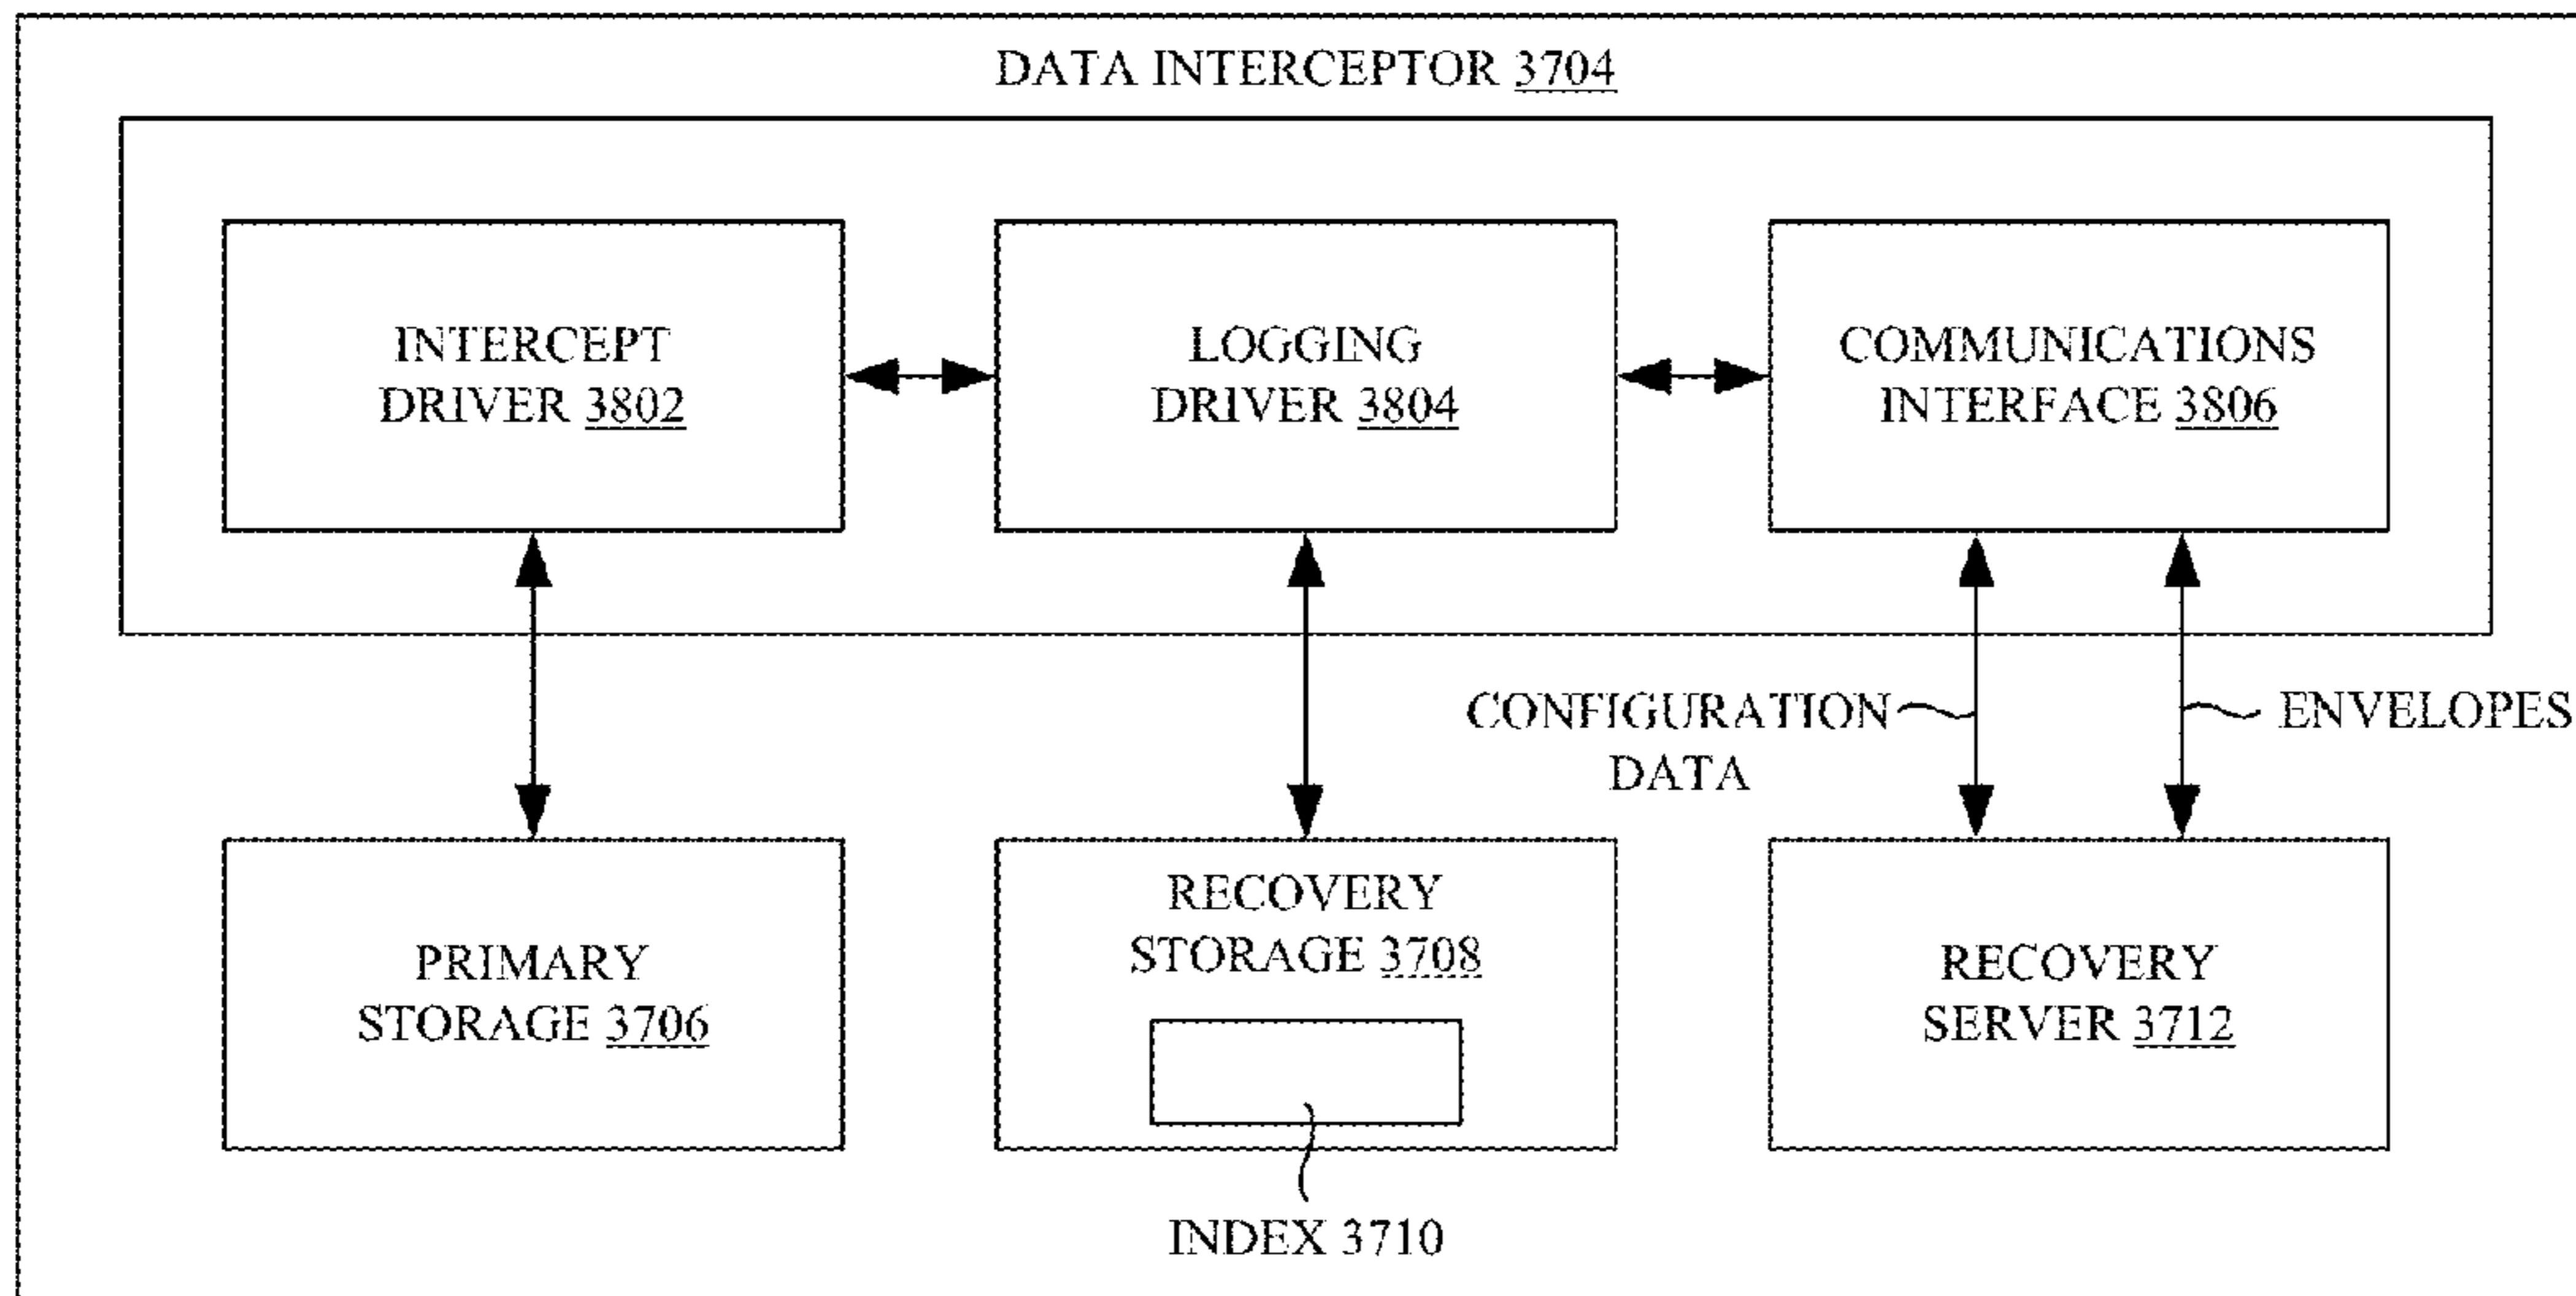 DATA INTERCEPTOR 3704
INTERCEPT
DRIVER 3802
LOGGING
DRIVER 3804
COMMUNICATIONS
INTERFACE 3806
CONFIGURATION
DATA
ENVELOPES
PRIMARY
STORAGE 3706
RECOVERY
STORAGE 3708
INDEX 3710
RECOVERY
SERVER 3712